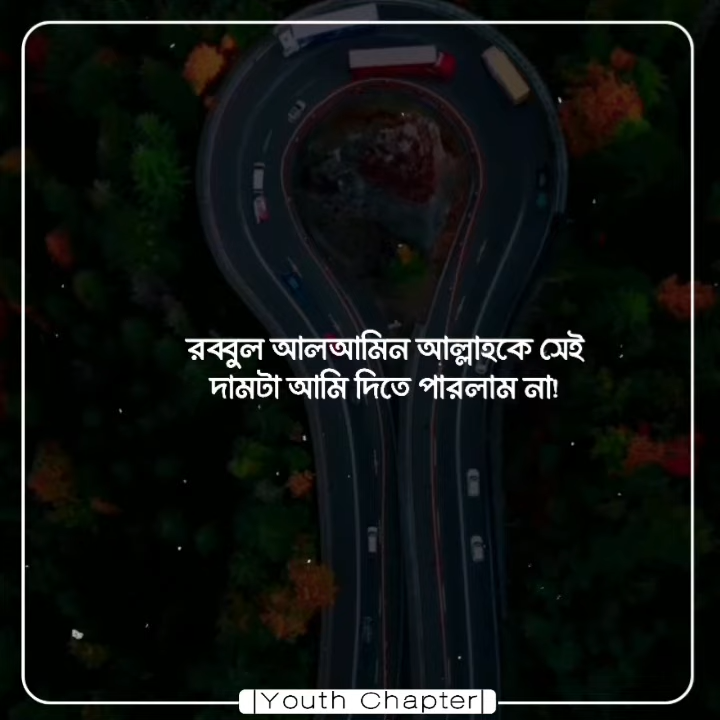 রব্বুল আলআমিন আল্লাহকে সেই
দামটা আমি দিতে পারলাম না!
|Youth Chapter|